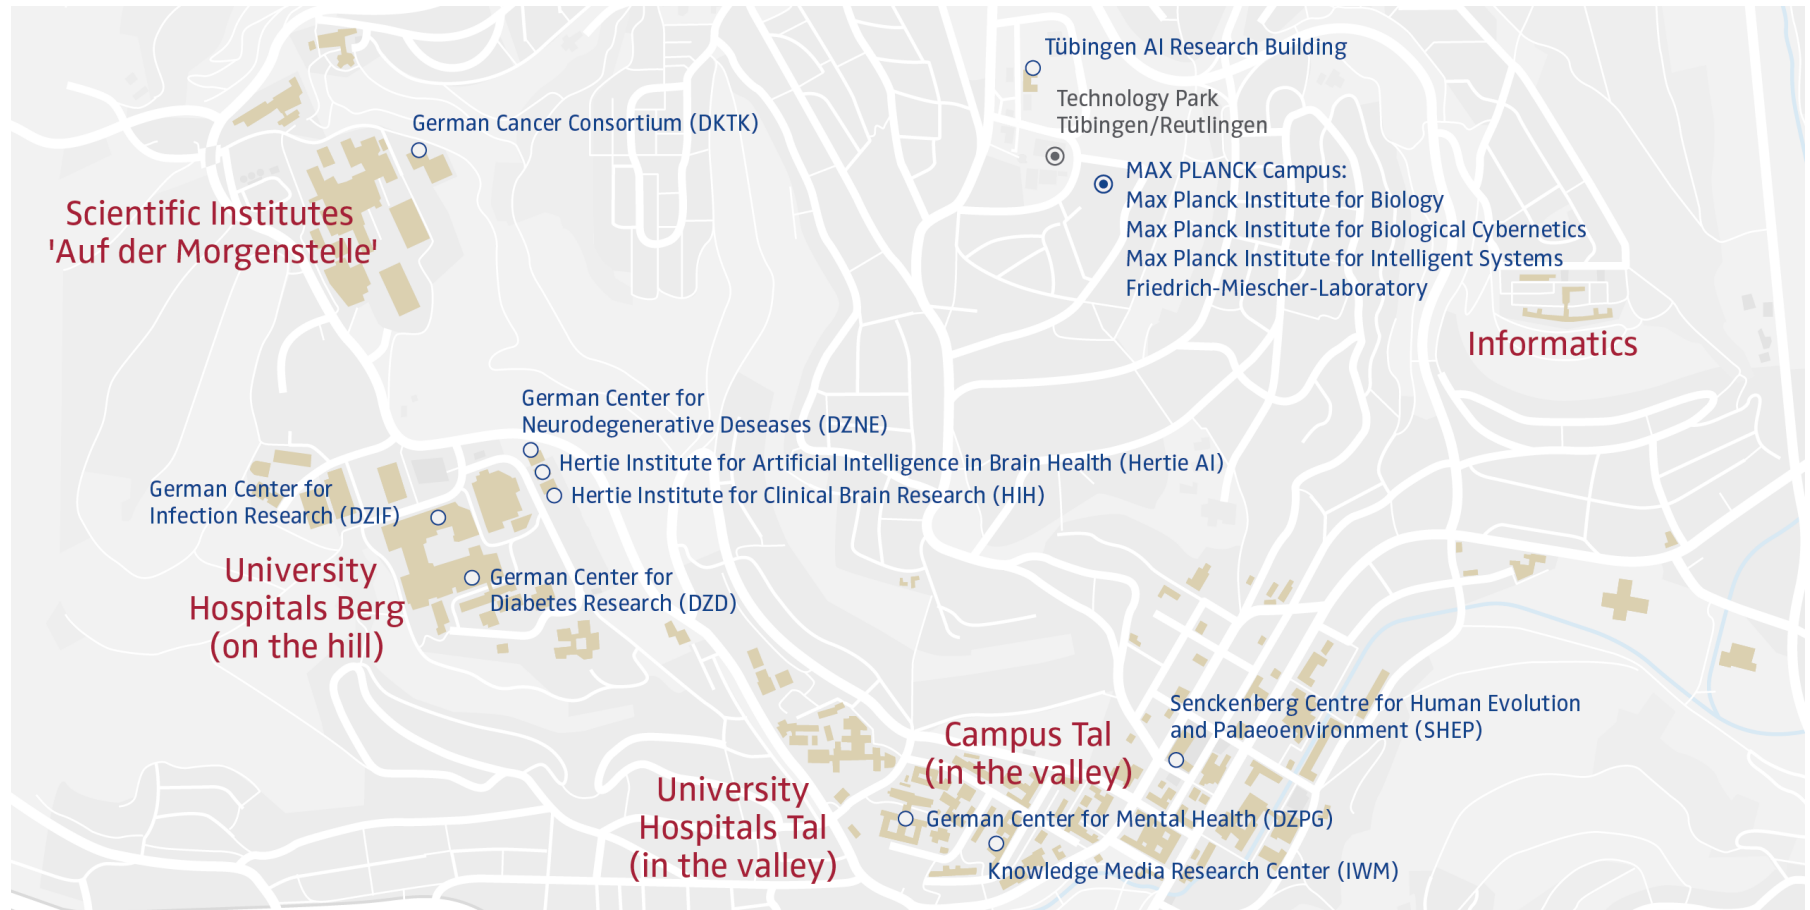 Tübingen AI Research Building
Technology Park
Tübingen/Reutlingen
German Cancer Consortium (DKTK)
MAX PLANCK Campus:
Max Planck Institute for Biology
Max Planck Institute for Biological Cybernetics
Max Planck Institute for Intelligent Systems
Friedrich-Miescher-Laboratory
Scientific Institutes
'Auf der Morgenstelle'
Informatics
German Center for
Neurodegenerative Deseases (DZNE)
Hertie Institute for Artificial Intelligence in Brain Health (Hertie AI)
Hertie Institute for Clinical Brain Research (HIH)
German Center for
Infection Research (DZIF)
University
Hospitals Berg
(on the hill)
German Center for
Diabetes Research (DZD)
Senckenberg Centre for Human Evolution
and Palaeoenvironment (SHEP)
Campus Tal
(in the valley)
University
Hospitals Tal
(in the valley)
German Center for Mental Health (DZPG)
Knowledge Media Research Center (IWM)